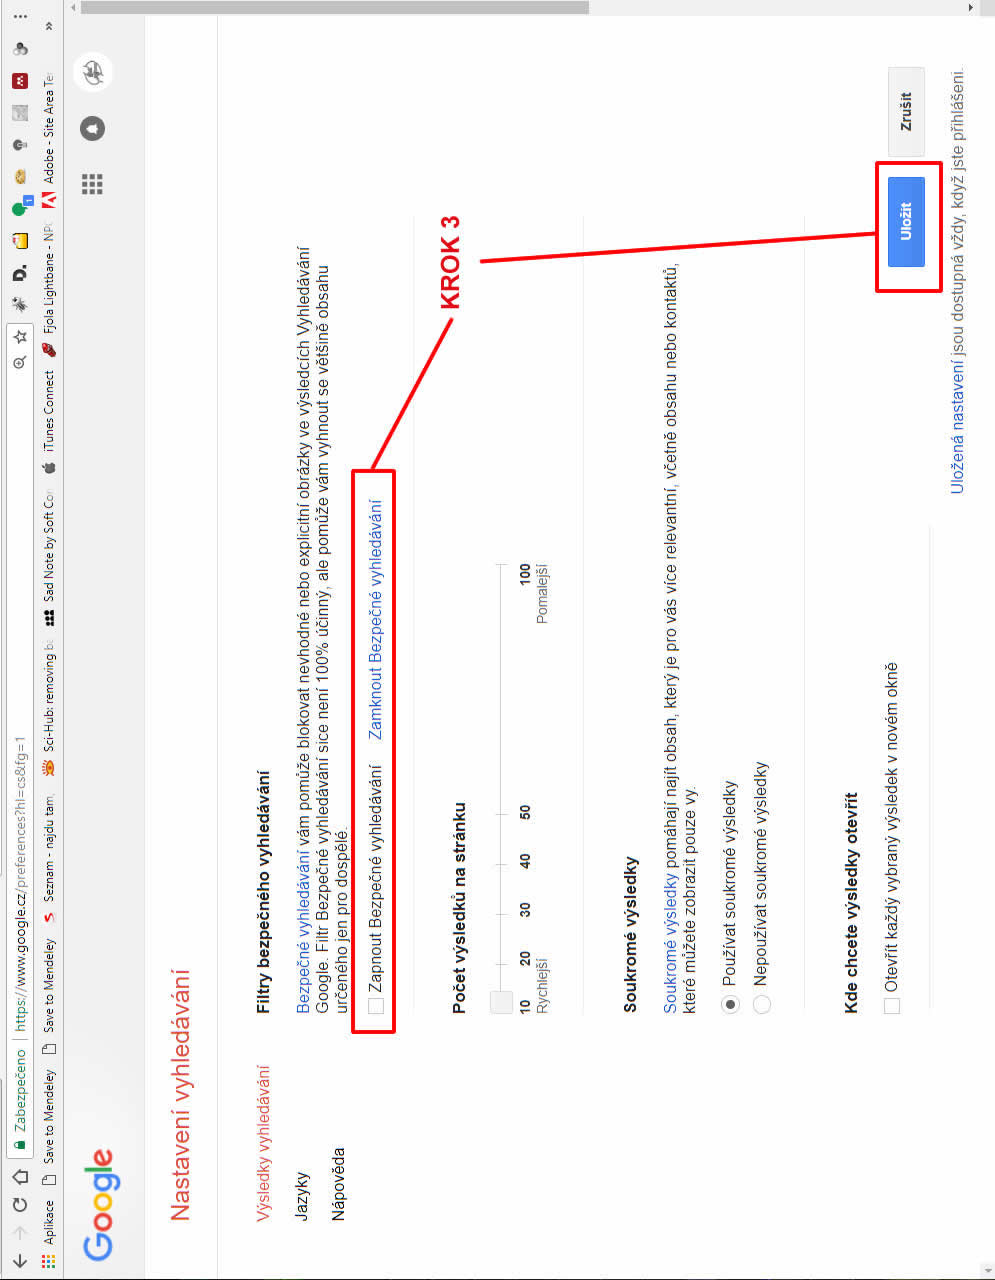 Zabezpečeno | https://www.google.cz/preferences?hl=cs&fg=1
Aplikace
Save to Mendeley
Save to Mendeley
Seznam - najdu tam,
Sci-Hub: removing ba
Sad Note by Soft Cor
iTunes Connect
Fjola Lightbane - NPC
Adobe - Site Area Te
»
D.
1
Google
Nastavení vyhledávání
Výsledky vyhledávání
Jazyky
Nápověda
Filtry bezpečného vyhledávání
Bezpečné vyhledávání vám pomůže blokovat nevhodné nebo explicitní obrázky ve výsledcích Vyhledávání
Google. Filtr Bezpečné vyhledávání sice není 100% účinný, ale pomůže vám vyhnout se většině obsahu
určeného jen pro dospělé.
Zapnout Bezpečné vyhledávání Zamknout Bezpečné vyhledávání
KROK 3
Počet výsledků na stránku
10 20 30 40 50 100
Rychlejší Pomalejší
Soukromé výsledky
Soukromé výsledky pomáhají najít obsah, který je pro vás více relevantní, včetně obsahu nebo kontaktů,
které můžete zobrazit pouze vy.
Používat soukromé výsledky
Nepoužívat soukromé výsledky
Kde chcete výsledky otevřít
Otevřít každý vybraný výsledek v novém okně
Uložit Zrušit
Uložená nastavení jsou dostupná vždy, když jste přihlášeni.